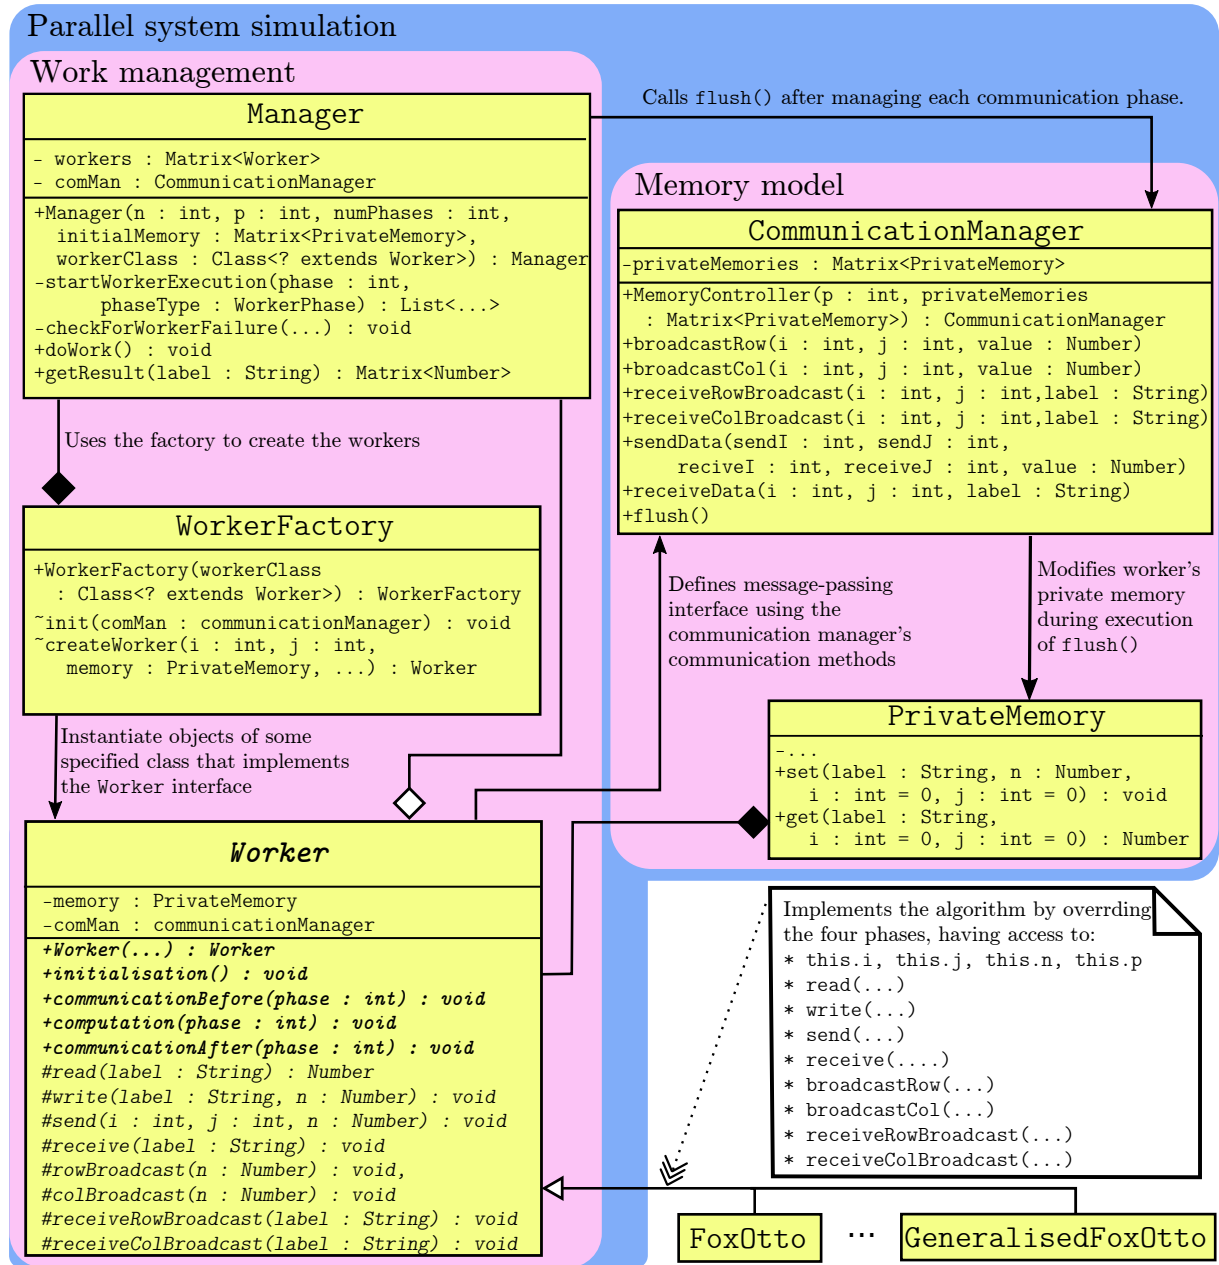 Parallel system simulation
Work management
Manager
- workers : Matrix<Worker>
- comMan : CommunicationManager
+Manager(n : int, p : int, numPhases : int,
initialMemory : Matrix<PrivateMemory>,
workerClass : Class<? extends Worker>) : Manager
-startWorkerExecution(phase : int,
phaseType : WorkerPhase) : List<...>
-checkForWorkerFailure(...) : void
+doWork() : void
+getResult(label : String) : Matrix<Number>
Calls flush() after managing each communication phase.
Memory model
CommunicationManager
-privateMemories : Matrix<PrivateMemory>
+MemoryController(p : int, privateMemories
: Matrix<PrivateMemory>) : CommunicationManager
+broadcastRow(i : int, j : int, value : Number)
+broadcastCol(i : int, j : int, value : Number)
+receiveRowBroadcast(i : int, j : int,label : String)
+receiveColBroadcast(i : int, j : int,label : String)
+sendData(sendI : int, sendJ : int,
reciveI : int, receiveJ : int, value : Number)
+receiveData(i : int, j : int, label : String)
+flush()
Uses the factory to create the workers
WorkerFactory
+WorkerFactory(workerClass
: Class<? extends Worker>) : WorkerFactory
~init(comMan : communicationManager) : void
~createWorker(i : int, j : int,
memory : PrivateMemory, ...) : Worker
Defines message-passing
interface using the
communication manager's
communication methods
Modifies worker's
private memory
during execution
of flush()
Instantiate objects of some
specified class that implements
the Worker interface
PrivateMemory
-...
+set(label : String, n : Number,
i : int = 0, j : int = 0) : void
+get(label : String,
i : int = 0, j : int = 0) : Number
Worker
-memory : PrivateMemory
-comMan : communicationManager
+Worker(...) : Worker
+initialisation() : void
+communicationBefore(phase : int) : void
+computation(phase : int) : void
+communicationAfter(phase : int) : void
#read(label : String) : Number
#write(label : String, n : Number) : void
#send(i : int, j : int, n : Number) : void
#receive(label : String) : void
#rowBroadcast(n : Number) : void,
#colBroadcast(n : Number) : void
#receiveRowBroadcast(label : String) : void
#receiveColBroadcast(label : String) : void
Implements the algorithm by overrding
the four phases, having access to:
* this.i, this.j, this.n, this.p
* read(...)
* write(...)
* send(...)
* receive(....)
* broadcastRow(...)
* broadcastCol(...)
* receiveRowBroadcast(...)
* receiveColBroadcast(...)
FoxOtto ... GeneralisedFoxOtto